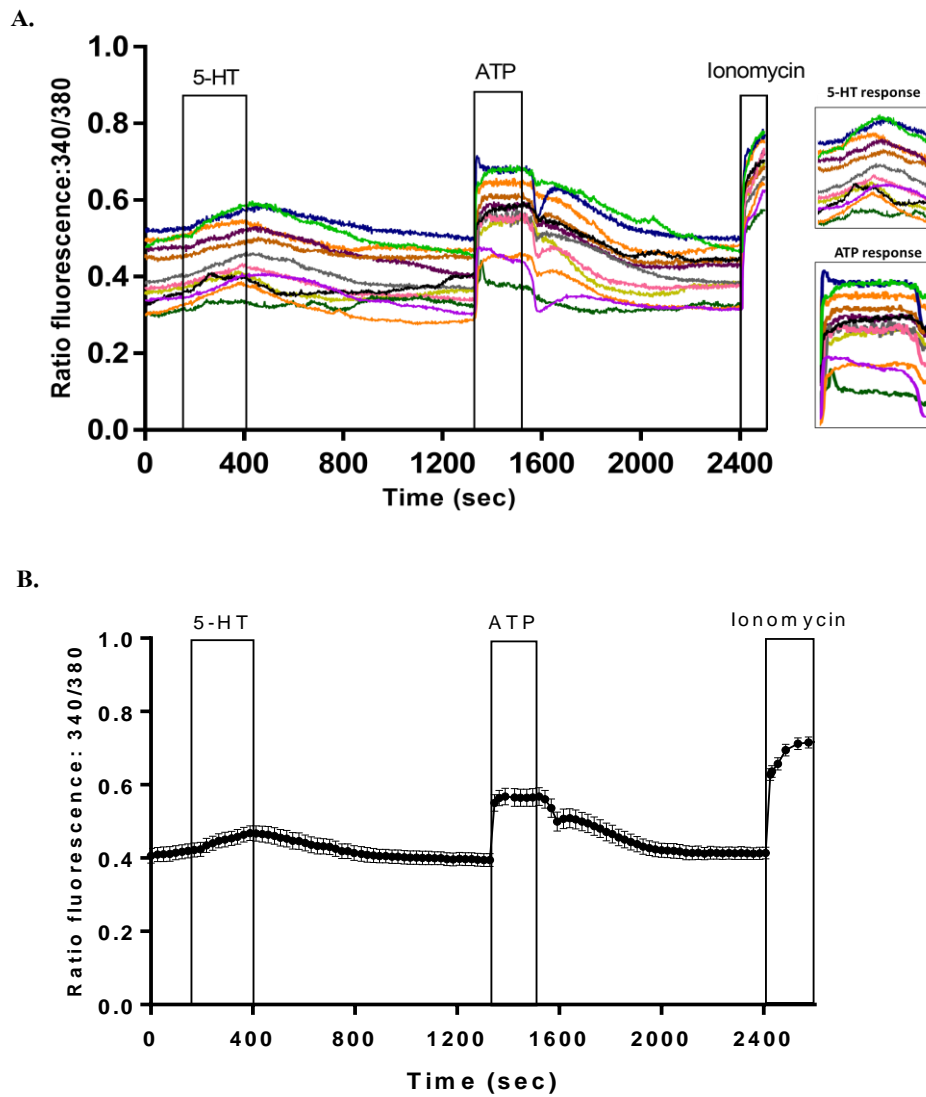 A.
5-HT
ATP
Ionomycin
5-HT response
ATP response
Ratio fluorescence:340/380
1.0
0.8
0.6
0.4
0.2
0.0
0 400 800 1200 1600 2000 2400
Time (sec)
B.
5-HT
ATP
Ionomycin
Ratio fluorescence: 340/380
1.0
0.8
0.6
0.4
0.2
0.0
0 400 800 1200 1600 2000 2400
Time (sec)